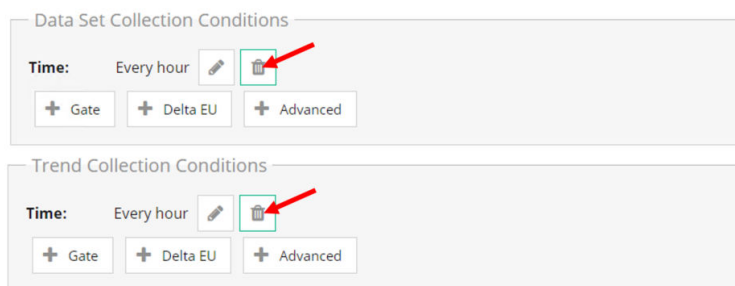 Data Set Collection Conditions
Time: Every hour
+ Gate + Delta EU + Advanced
Trend Collection Conditions
Time: Every hour
+ Gate + Delta EU + Advanced